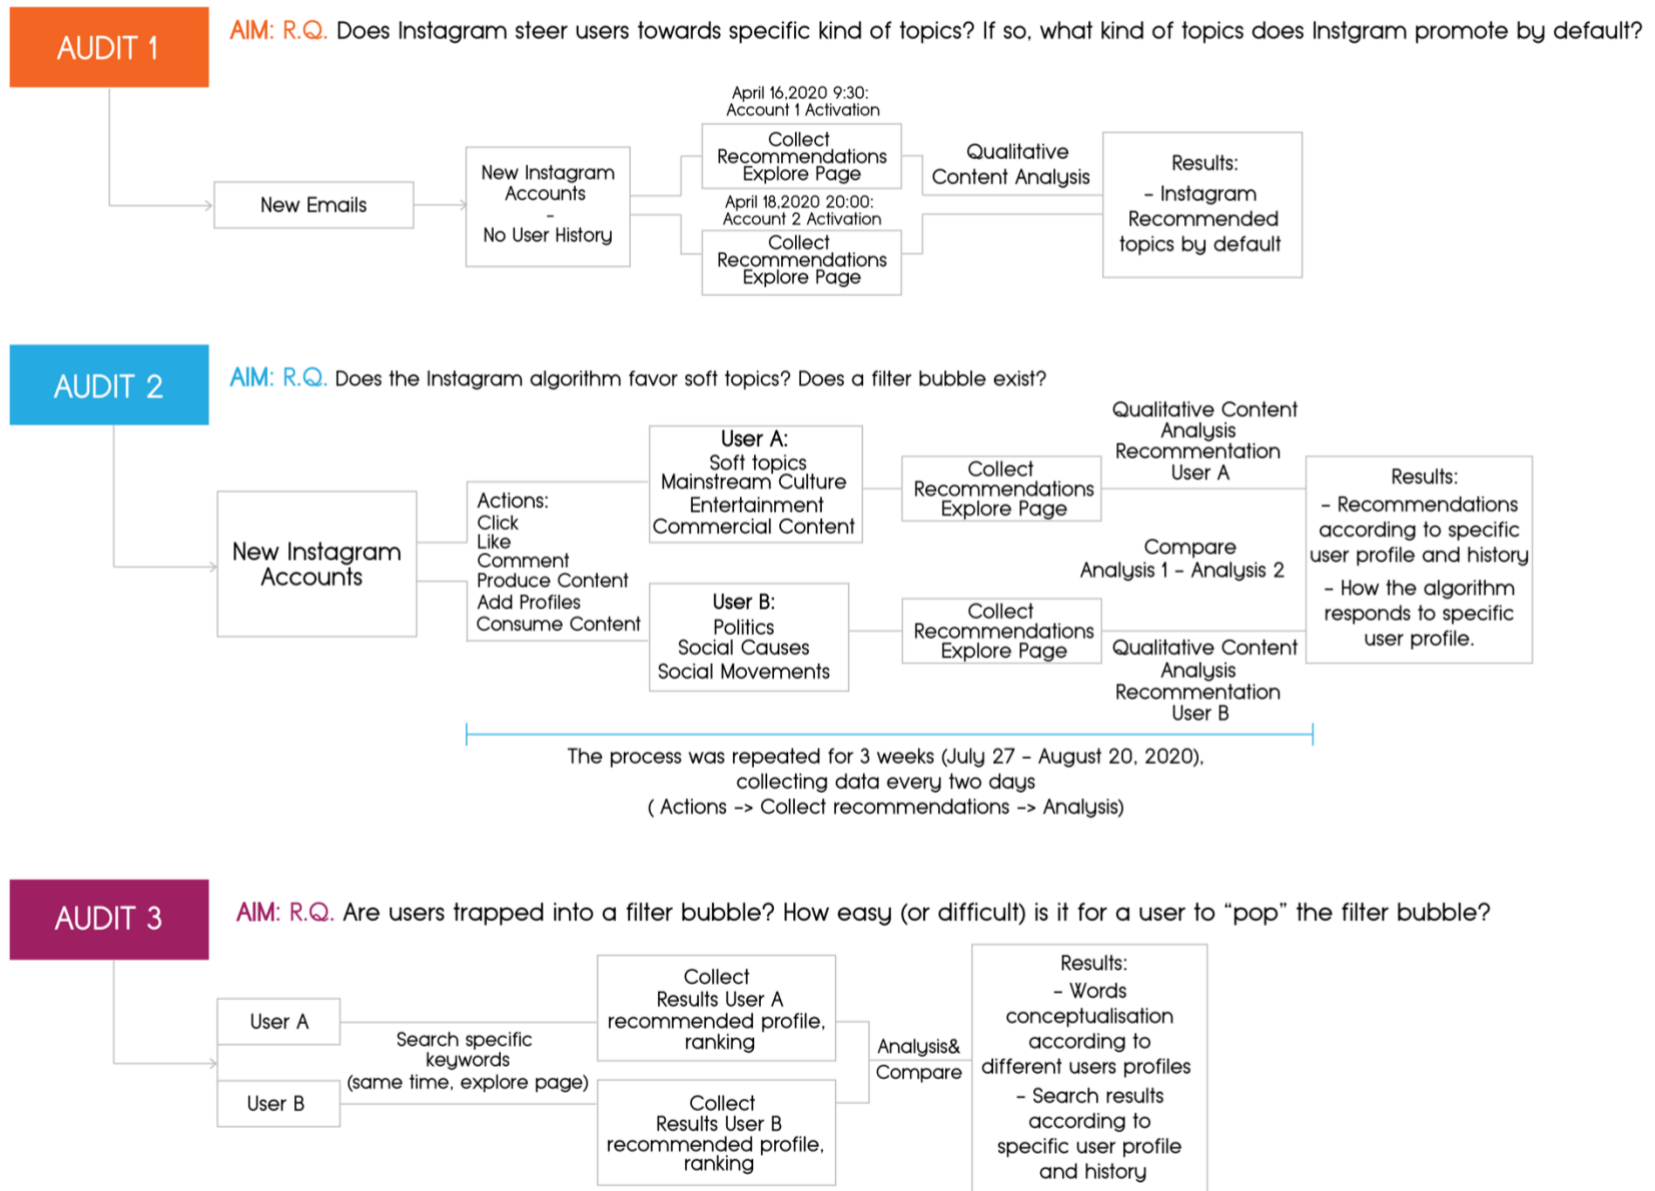 AUDIT 1
AIM: R.Q. Does Instagram steer users towards specific kind of topics? If so, what kind of topics does Instgram promote by default?
New Emails
New Instagram
Accounts
-
No User History
April 16,2020 9:30:
Account 1 Activation
Collect
Recommendations
Explore Page
April 18,2020 20:00:
Account 2 Activation
Collect
Recommendations
Explore Page
Qualitative
Content Analysis
Results:
- Instagram
Recommended
topics by default
AUDIT 2
AIM: R.Q. Does the Instagram algorithm favor soft topics? Does a filter bubble exist?
New Instagram
Accounts
Actions:
Click
Like
Comment
Produce Content
Add Profiles
Consume Content
User A:
Soft topics
Mainstream Culture
Entertainment
Commercial Content
User B:
Politics
Social Causes
Social Movements
Collect
Recommendations
Explore Page
Collect
Recommendations
Explore Page
Qualitative Content
Analysis
Recommentation
User A
Compare
Analysis 1 - Analysis 2
Qualitative Content
Analysis
Recommentation
User B
Results:
- Recommendations
according to specific
user profile and history
- How the algorithm
responds to specific
user profile.
The process was repeated for 3 weeks (July 27 - August 20, 2020),
collecting data every two days
( Actions -> Collect recommendations -> Analysis)
AUDIT 3
AIM: R.Q. Are users trapped into a filter bubble? How easy (or difficult) is it for a user to “pop” the filter bubble?
User A
User B
Search specific
keywords
(same time, explore page)
Collect
Results User A
recommended profile,
ranking
Collect
Results User B
recommended profile,
ranking
Analysis&
Compare
Results:
- Words
conceptualisation
according to
different users profiles
- Search results
according to
specific user profile
and history